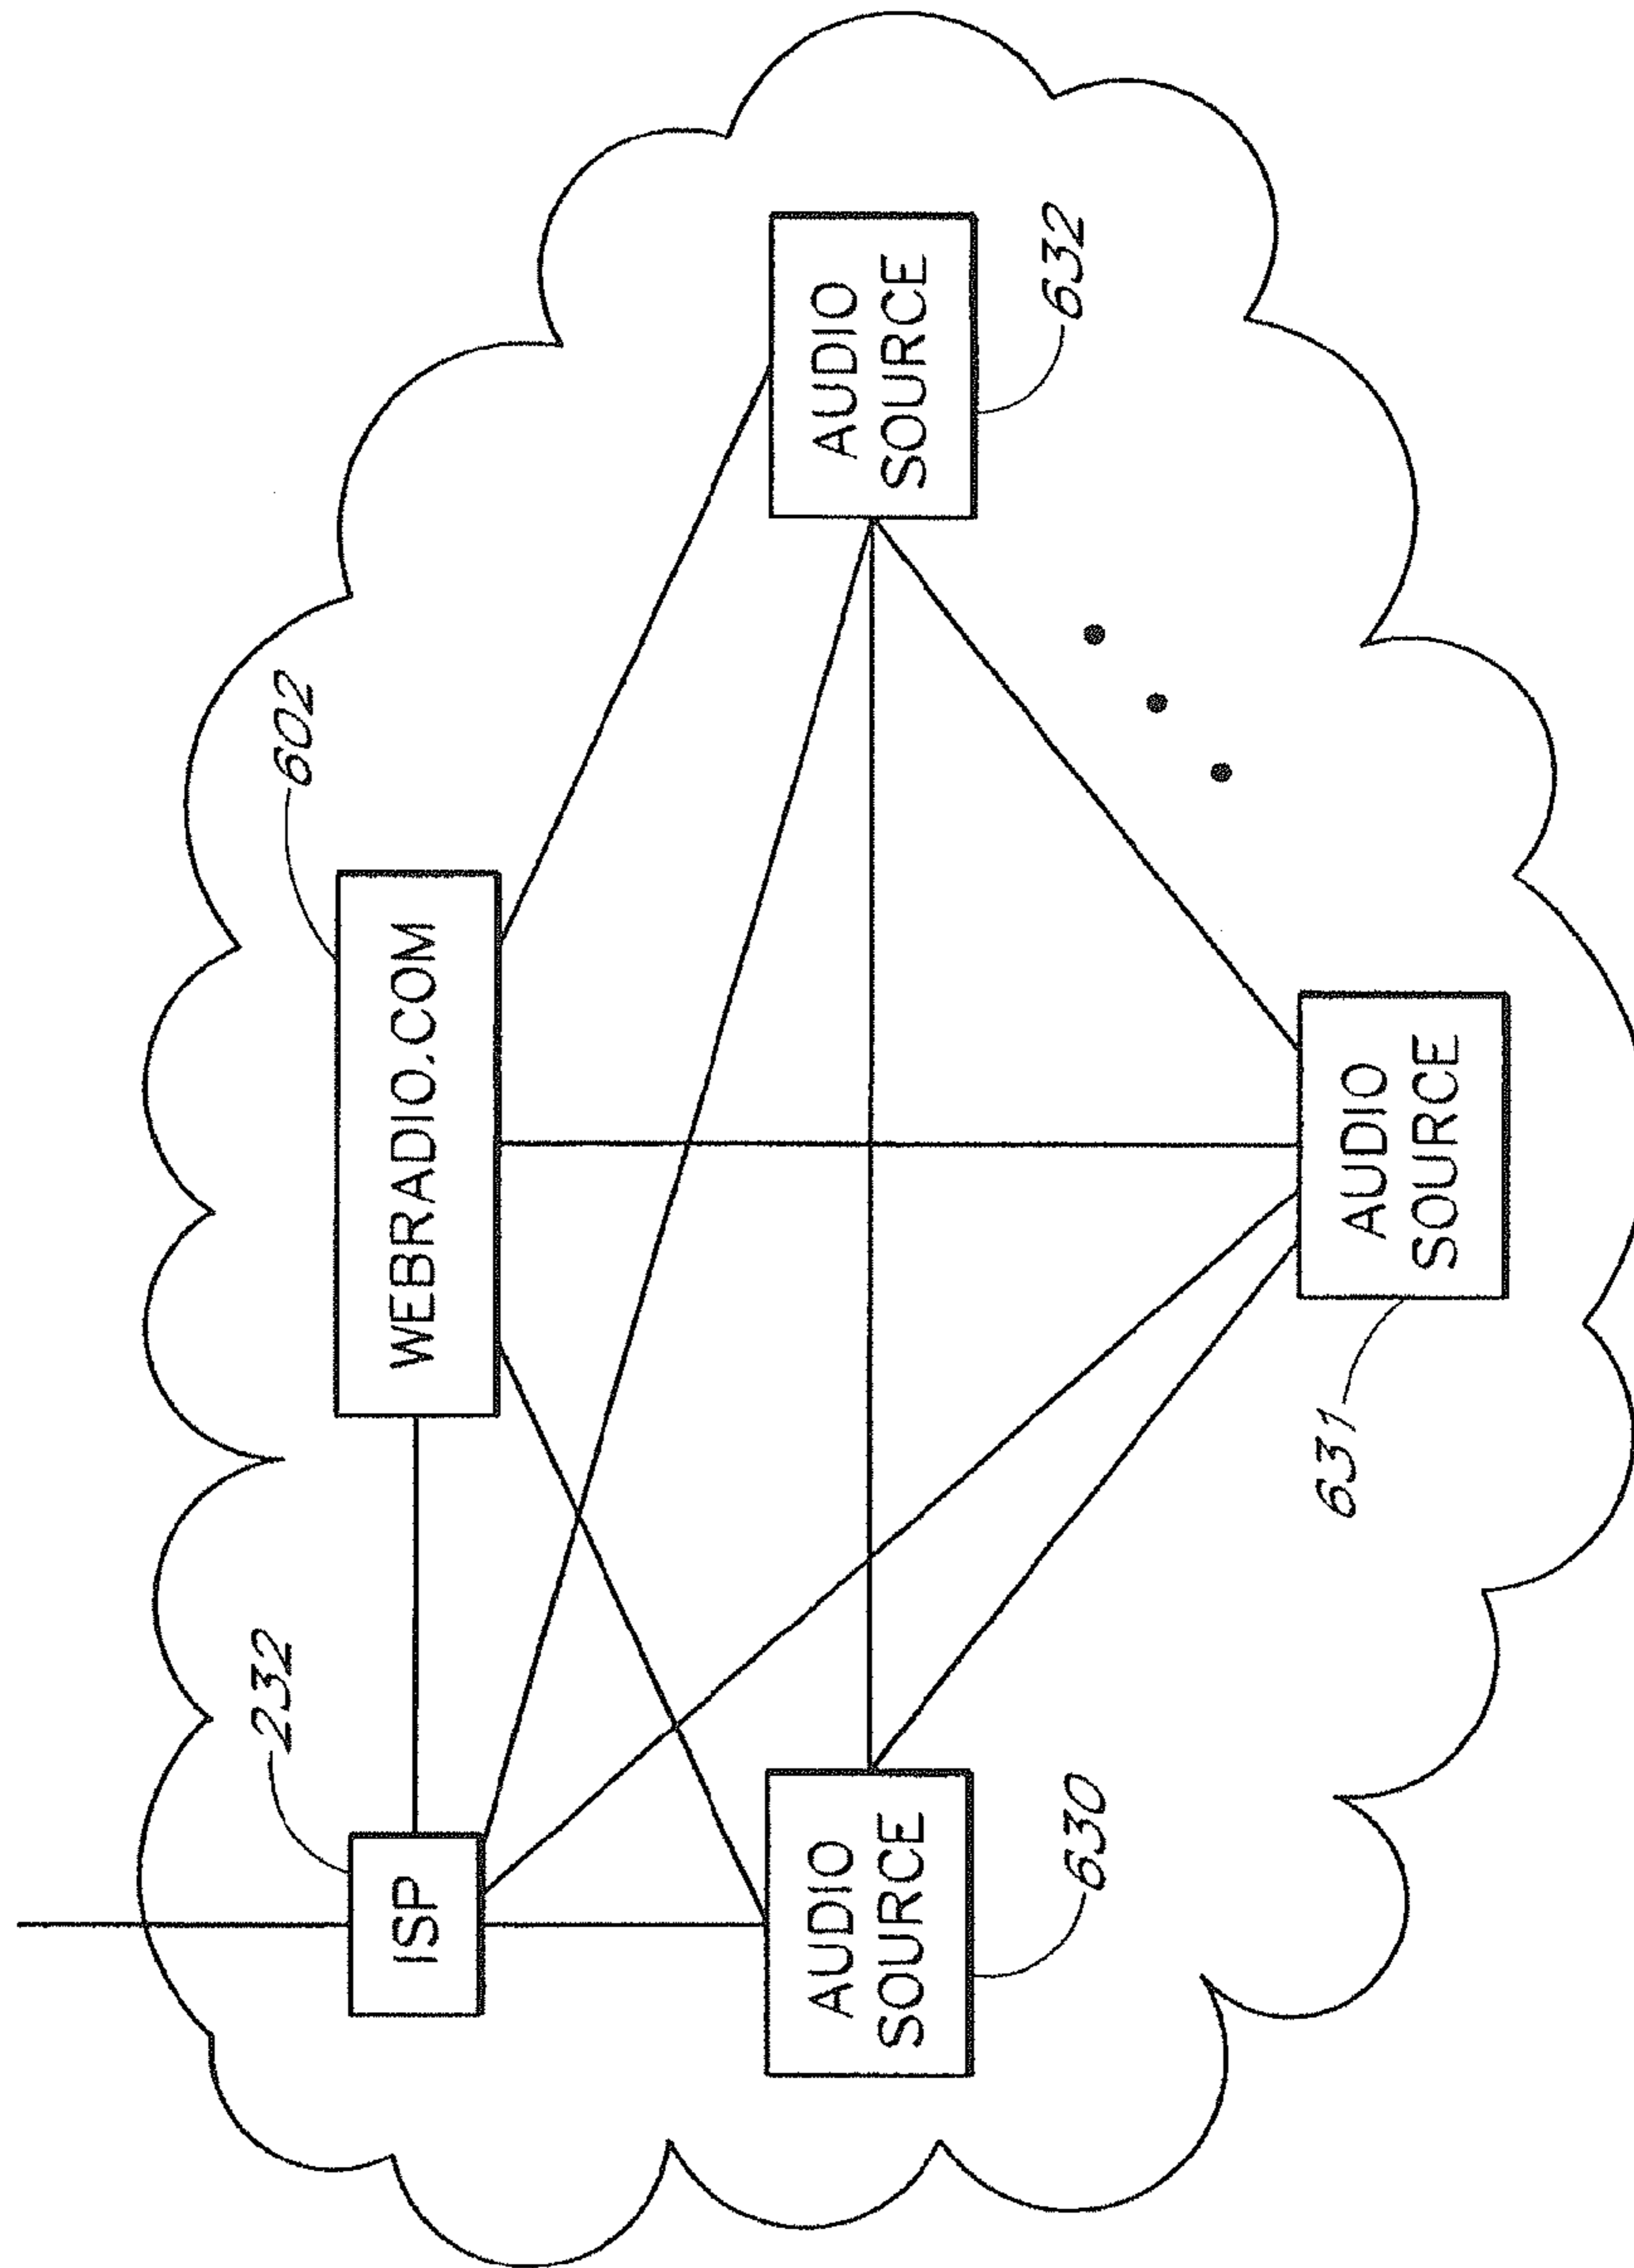 232
602
ISP
WEBRADIO.COM
AUDIO
SOURCE
630
AUDIO
SOURCE
632
AUDIO
SOURCE
631